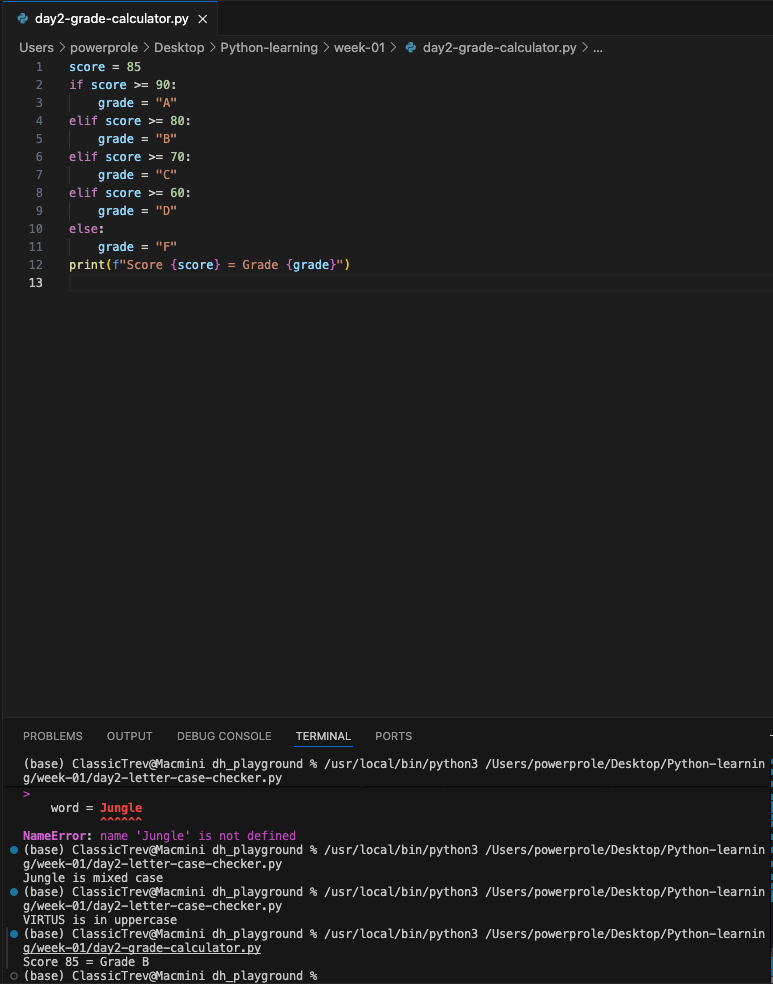 day2-grade-calculator.py
Users > powerprole > Desktop > Python-learning > week-01 > day2-grade-calculator.py > ...
1 score = 85
2 if score >= 90:
3     grade = "A"
4 elif score >= 80:
5     grade = "B"
6 elif score >= 70:
7     grade = "C"
8 elif score >= 60:
9     grade = "D"
10 else:
11     grade = "F"
12 print(f"Score {score} = Grade {grade}")
13
PROBLEMS OUTPUT DEBUG CONSOLE TERMINAL PORTS
(base) ClassicTrev@Macmini dh_playground % /usr/local/bin/python3 /Users/powerprole/Desktop/Python-learnin
g/week-01/day2-letter-case-checker.py
>
    word = Jungle
           ^^^^^^
NameError: name 'Jungle' is not defined
(base) ClassicTrev@Macmini dh_playground % /usr/local/bin/python3 /Users/powerprole/Desktop/Python-learnin
g/week-01/day2-letter-case-checker.py
Jungle is mixed case
(base) ClassicTrev@Macmini dh_playground % /usr/local/bin/python3 /Users/powerprole/Desktop/Python-learnin
g/week-01/day2-letter-case-checker.py
VIRTUS is in uppercase
(base) ClassicTrev@Macmini dh_playground % /usr/local/bin/python3 /Users/powerprole/Desktop/Python-learnin
g/week-01/day2-grade-calculator.py
Score 85 = Grade B
(base) ClassicTrev@Macmini dh_playground %